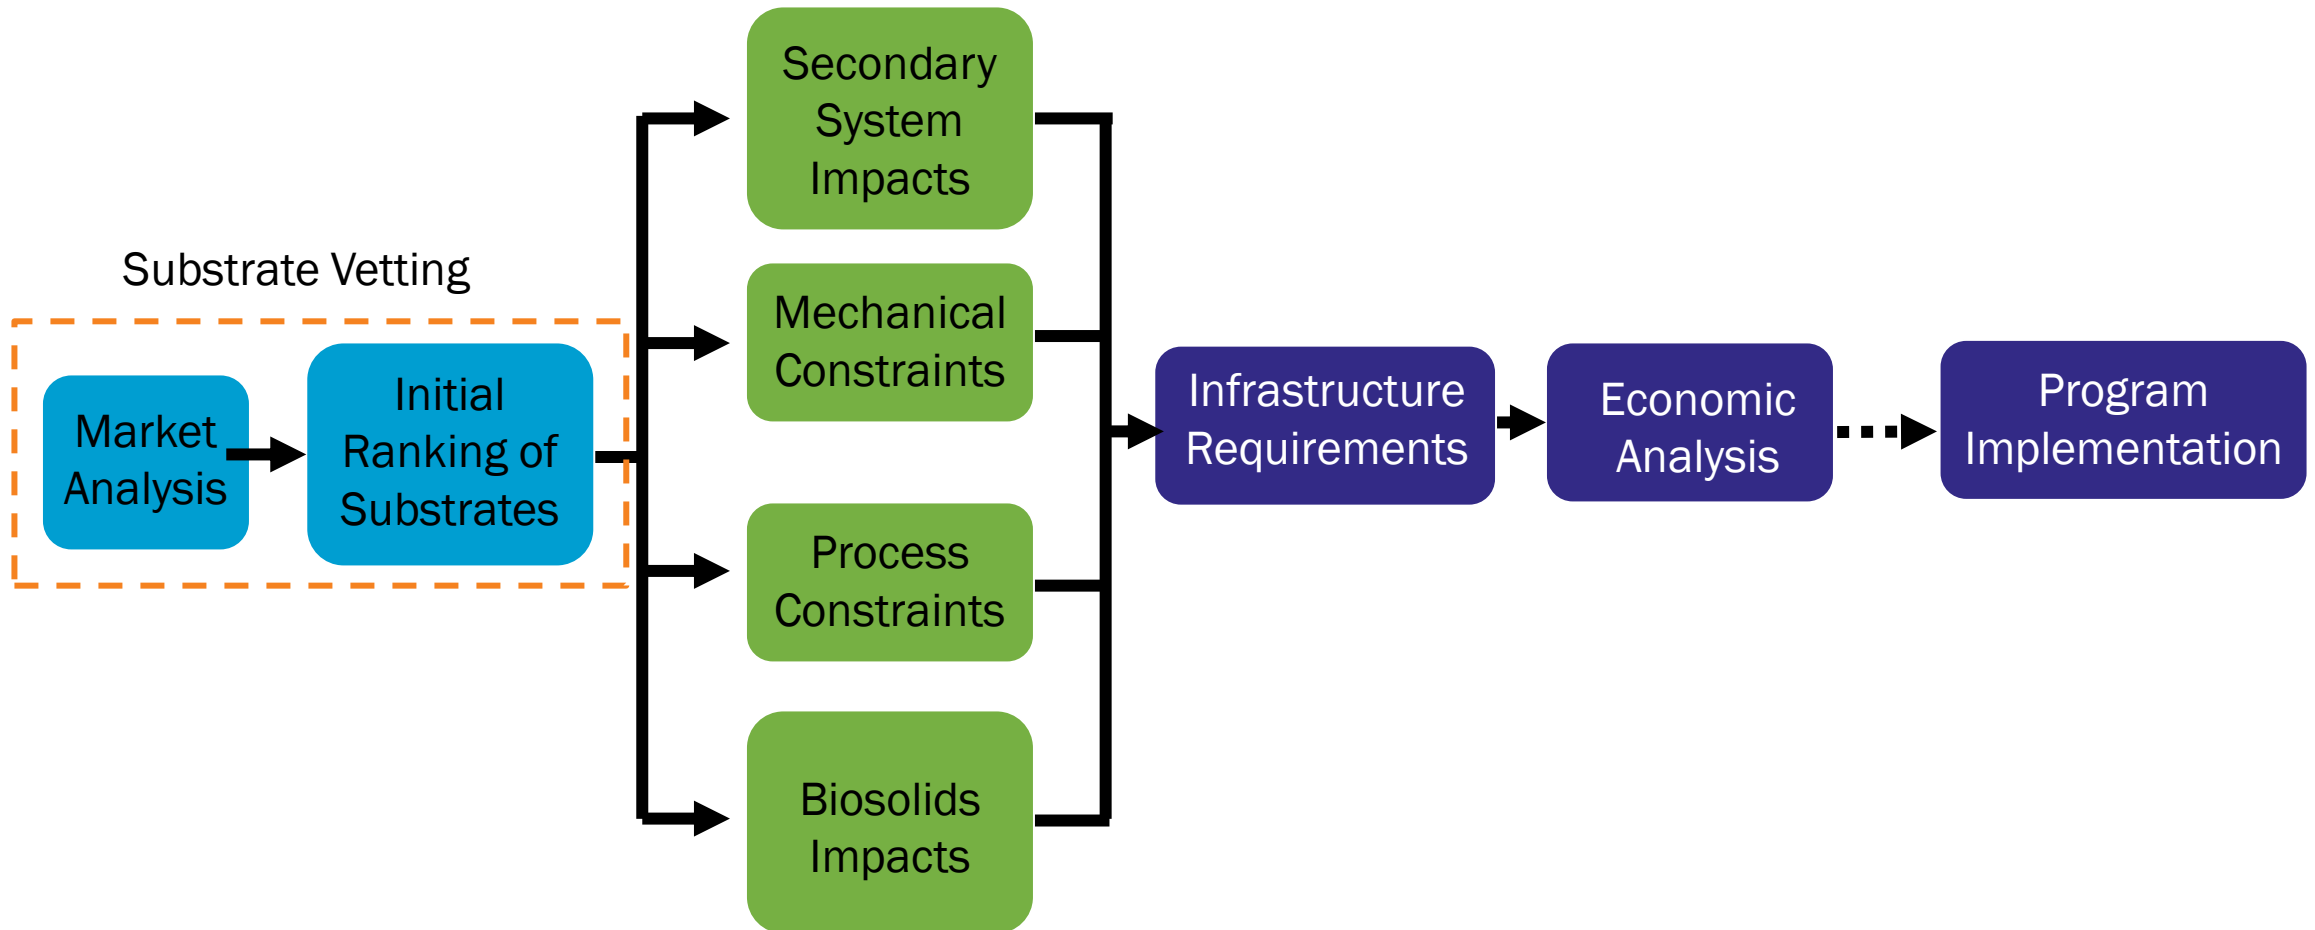 Substrate Vetting
Market
Analysis
Initial
Ranking of
Substrates
Secondary
System
Impacts
Mechanical
Constraints
Process
Constraints
Biosolids
Impacts
Infrastructure
Requirements
Economic
Analysis
Program
Implementation